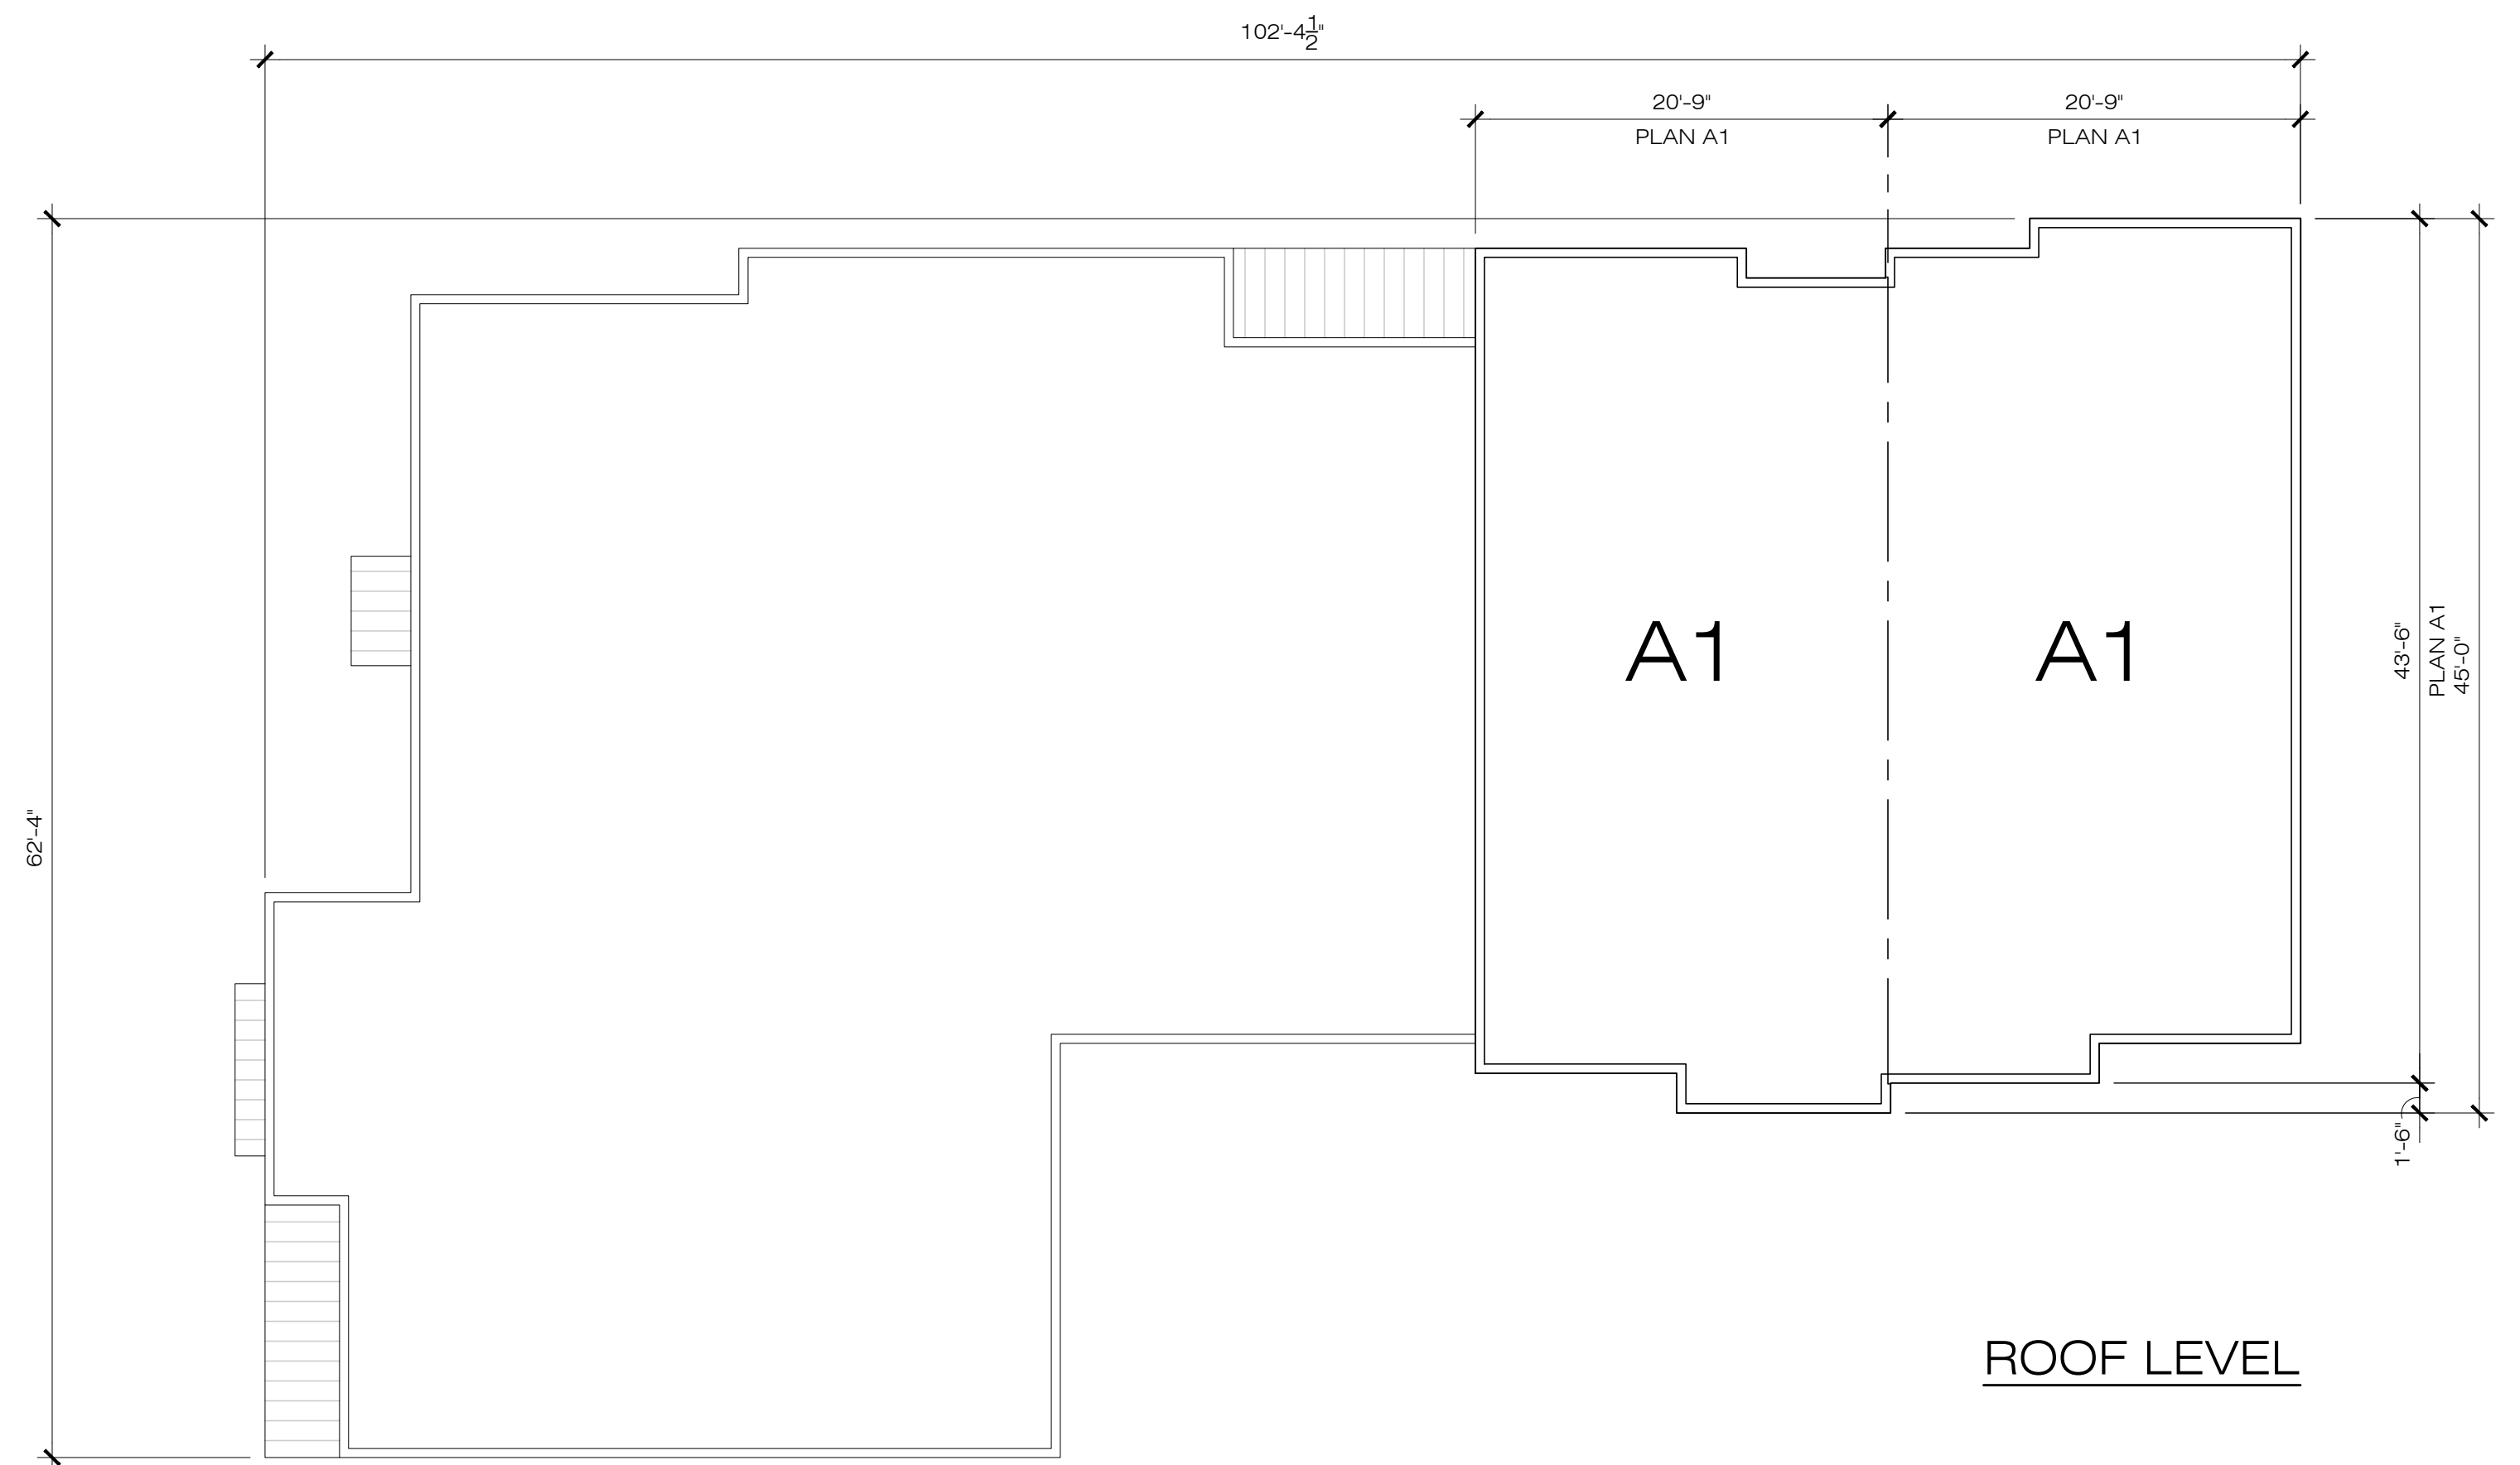 102'-4 1/2"
20'-9"
20'-9"
PLAN A1
PLAN A1
62'-4"
A1
A1
43'-6"
PLAN A1
45'-0"
1'-6"
ROOF LEVEL